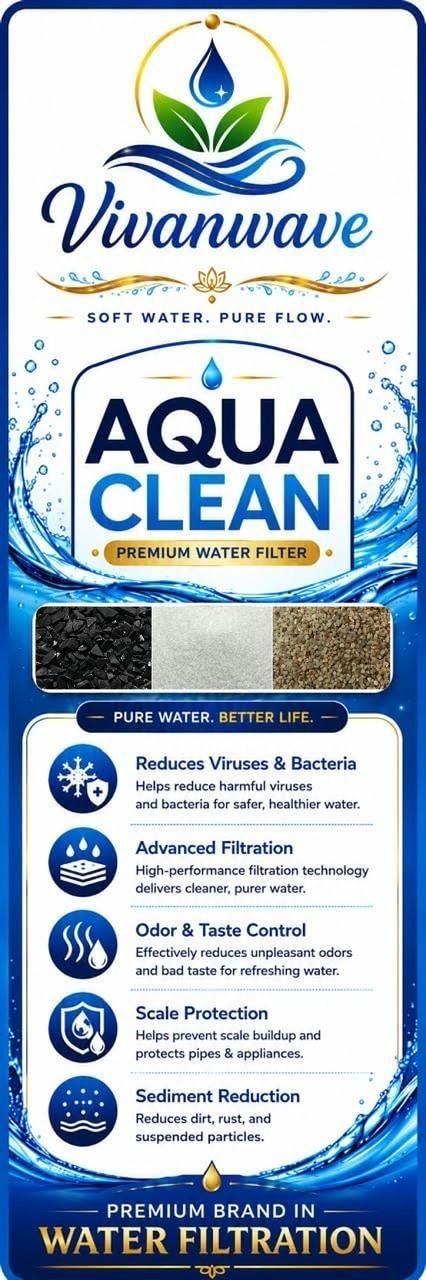 Vivanwave
SOFT WATER. PURE FLOW.
AQUA
CLEAN
PREMIUM WATER FILTER
PURE WATER. BETTER LIFE.
Reduces Viruses & Bacteria
Helps reduce harmful viruses
and bacteria for safer, healthier water.
Advanced Filtration
High-performance filtration technology
delivers cleaner, purer water.
Odor & Taste Control
Effectively reduces unpleasant odors
and bad taste for refreshing water.
Scale Protection
Helps prevent scale buildup and
protects pipes & appliances.
Sediment Reduction
Reduces dirt, rust, and
suspended particles.
PREMIUM BRAND IN
WATER FILTRATION